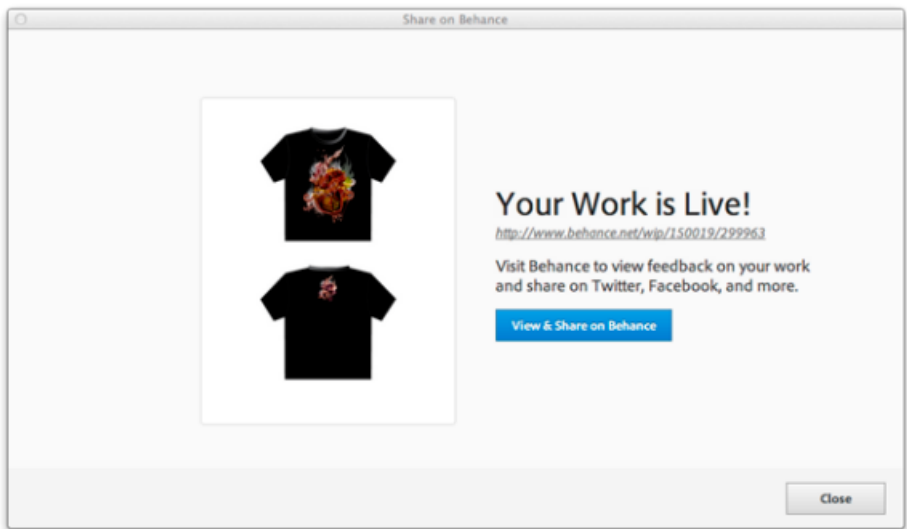 Share on Behance
Your Work is Live!
http://www.behance.net/wip/150019/299963
Visit Behance to view feedback on your work
and share on Twitter, Facebook, and more.
View & Share on Behance
Close